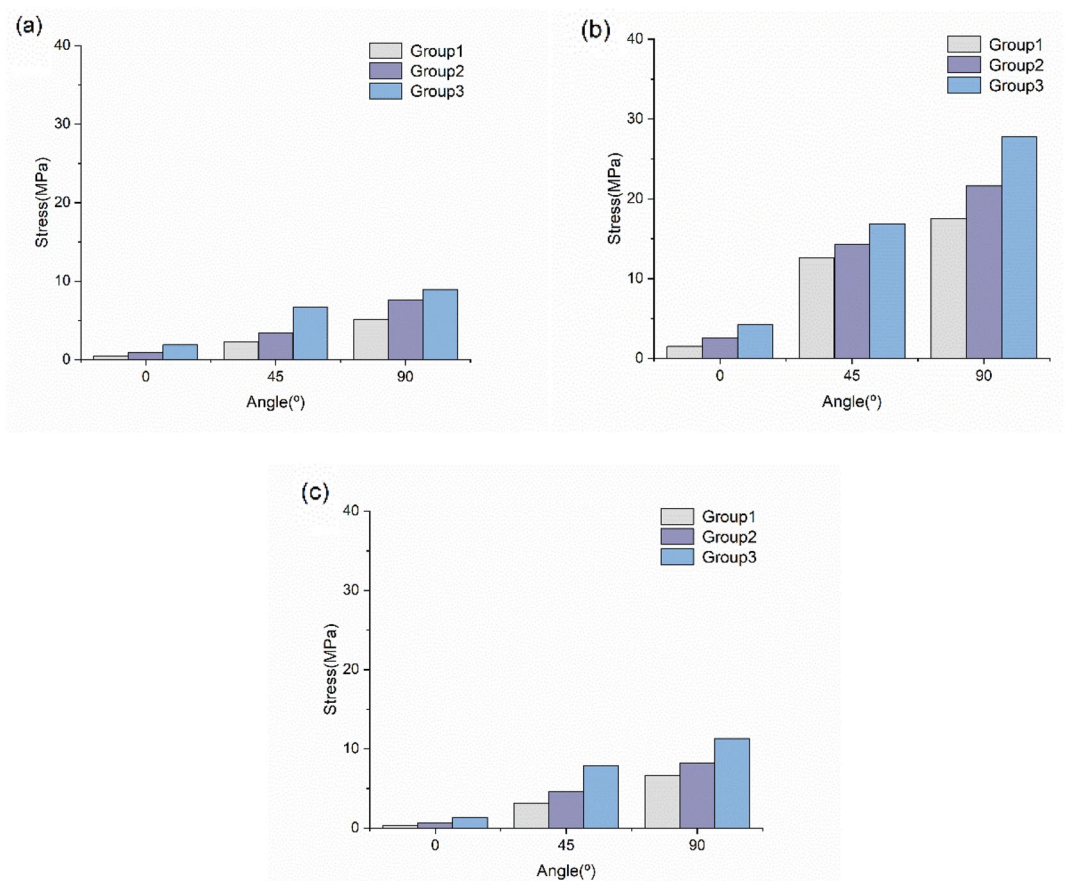 (a)
40
30
20
10
0
Stress(MPa)
Group1
Group2
Group3
0 45 90
Angle(º)
(b)
40
30
20
10
0
Stress(MPa)
Group1
Group2
Group3
0 45 90
Angle(º)
(c)
40
30
20
10
0
Stress(MPa)
Group1
Group2
Group3
0 45 90
Angle(º)